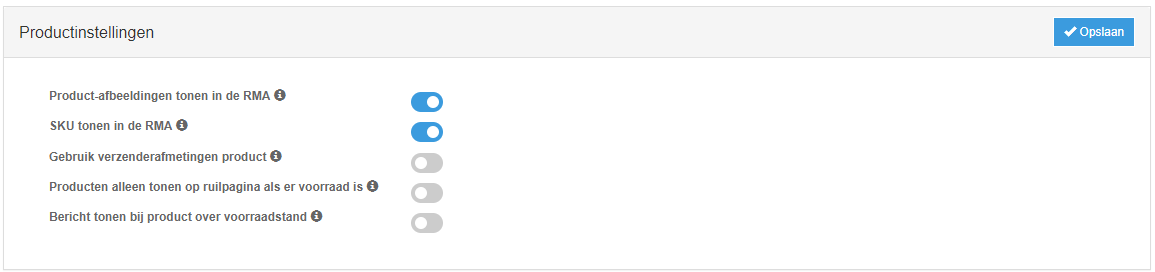 Productinstellingen
Opslaan
Product-afbeeldingen tonen in de RMA
SKU tonen in de RMA
Gebruik verzenderafmetingen product
Producten alleen tonen op ruilpagina als er voorraad is
Bericht tonen bij product over voorraadstand